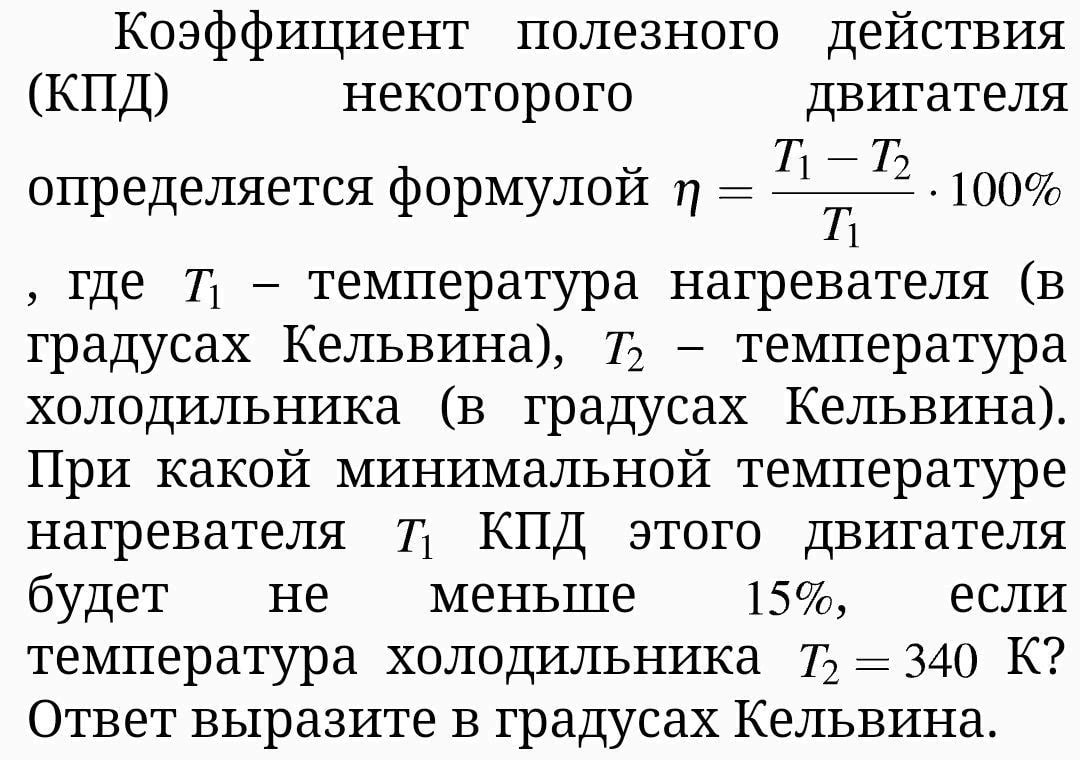 Коэффициент полезного действия
(КПД) некоторого двигателя
определяется формулой η = \frac{T_1 − T_2}{T_1} · 100%
, где T_1 – температура нагревателя (в
градусах Кельвина), T_2 – температура
холодильника (в градусах Кельвина).
При какой минимальной температуре
нагревателя T_1 КПД этого двигателя
будет не меньше 15%, если
температура холодильника T_2 = 340 К?
Ответ выразите в градусах Кельвина.